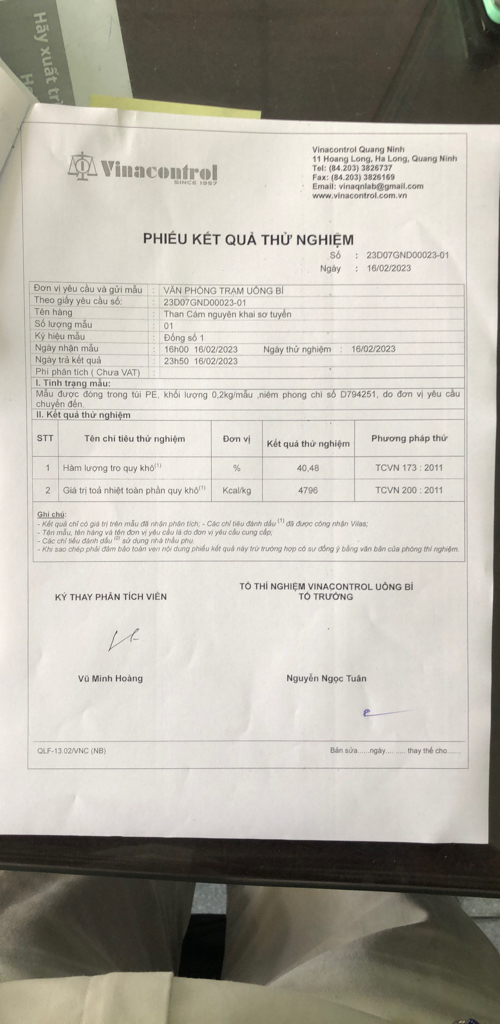 Hãy xuất tr
Vinacontrol
SINCE 1957
Vinacontrol Quang Ninh
11 Hoang Long, Ha Long, Quang Ninh
Tel: (84.203) 3826737
Fax: (84.203) 3826169
Email: vinaqnlab@gmail.com
www.vinacontrol.com.vn
PHIẾU KẾT QUẢ THỬ NGHIỆM
Số : 23D07GND00023-01
Ngày : 16/02/2023
Đơn vị yêu cầu và gửi mẫu : VĂN PHÒNG TRẠM UÔNG BÍ
Theo giấy yêu cầu số: : 23D07GND00023-01
Tên hàng : Than Cám nguyên khai sơ tuyển
Số lượng mẫu : 01
Ký hiệu mẫu : Đống số 1
Ngày nhận mẫu : 16h00 16/02/2023 Ngày thử nghiệm : 16/02/2023
Ngày trả kết quả : 23h50 16/02/2023
Phí phân tích ( Chưa VAT) :
I. Tình trạng mẫu:
Mẫu được đóng trong túi PE, khối lượng 0,2kg/mẫu ,niêm phong chì số D794251, do đơn vị yêu cầu
chuyển đến.
II. Kết quả thử nghiệm
STT Tên chỉ tiêu thử nghiệm Đơn vị Kết quả thử nghiệm Phương pháp thử
1 Hàm lượng tro quy khô(1) % 40,48 TCVN 173 : 2011
2 Giá trị toả nhiệt toàn phần quy khô(1) Kcal/kg 4796 TCVN 200 : 2011
Ghi chú:
- Kết quả chỉ có giá trị trên mẫu đã nhận phân tích; - Các chỉ tiêu đánh dấu (1) đã được công nhận Vilas;
- Tên mẫu, tên hàng và tên đơn vị yêu cầu là do đơn vị yêu cầu cung cấp;
- Các chỉ tiêu đánh dấu (2) sử dụng nhà thầu phụ.
- Khi sao chép phải đảm bảo toàn vẹn nội dung phiếu kết quả này trừ trường hợp có sự đồng ý bằng văn bản của phòng thí nghiệm.
TỔ THÍ NGHIỆM VINACONTROL UÔNG BÍ
KÝ THAY PHÂN TÍCH VIÊN TỔ TRƯỞNG
Vũ Minh Hoàng Nguyễn Ngọc Tuân
QLF-13.02/VNC (NB) Bản sửa.....ngày........ thay thế cho......